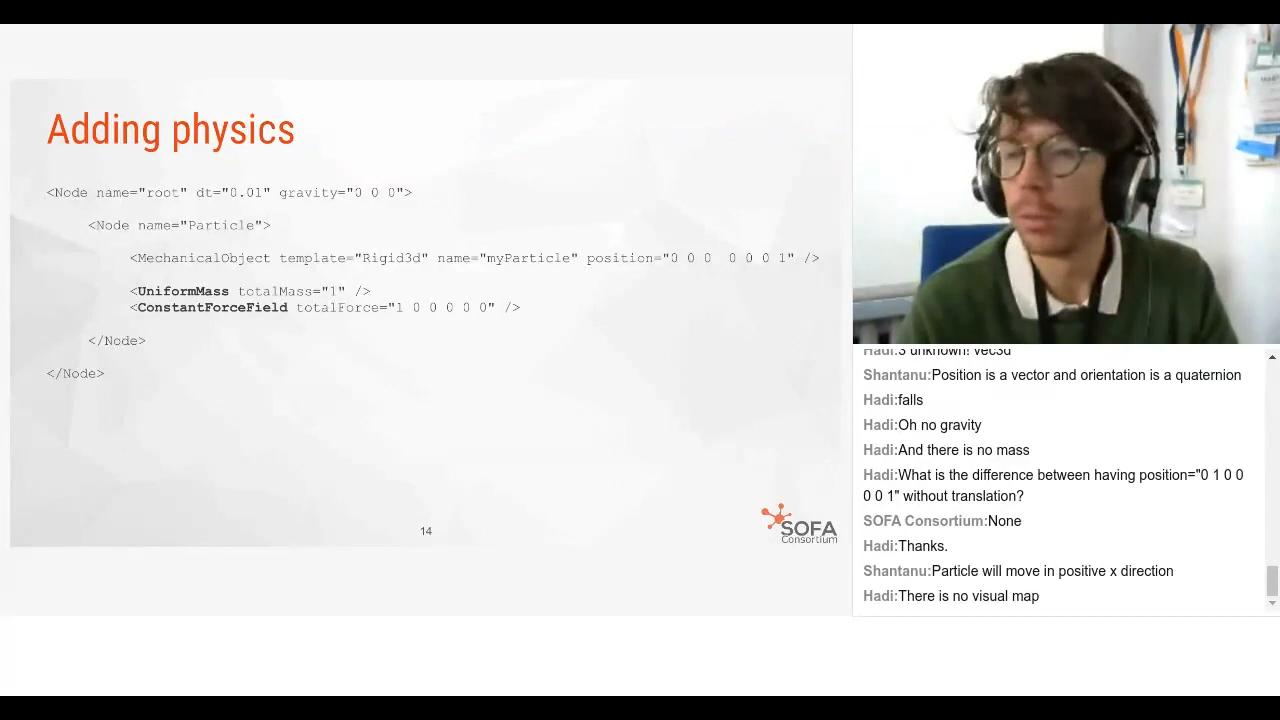 Adding physics
<Node name="root" dt="0.01" gravity="0 0 0">
<Node name="Particle">
<MechanicalObject template="Rigid3d" name="myParticle" position="0 0 0  0 0 0 1" />
<UniformMass totalMass="1" />
<ConstantForceField totalForce="1 0 0 0 0 0" />
</Node>
</Node>
14
SOFA
Consortium
Hadi:3 unknown! vec3d
Shantanu:Position is a vector and orientation is a quaternion
Hadi:falls
Hadi:Oh no gravity
Hadi:And there is no mass
Hadi:What is the difference between having position="0 1 0 0
0 0 1" without translation?
SOFA Consortium:None
Hadi:Thanks.
Shantanu:Particle will move in positive x direction
Hadi:There is no visual map